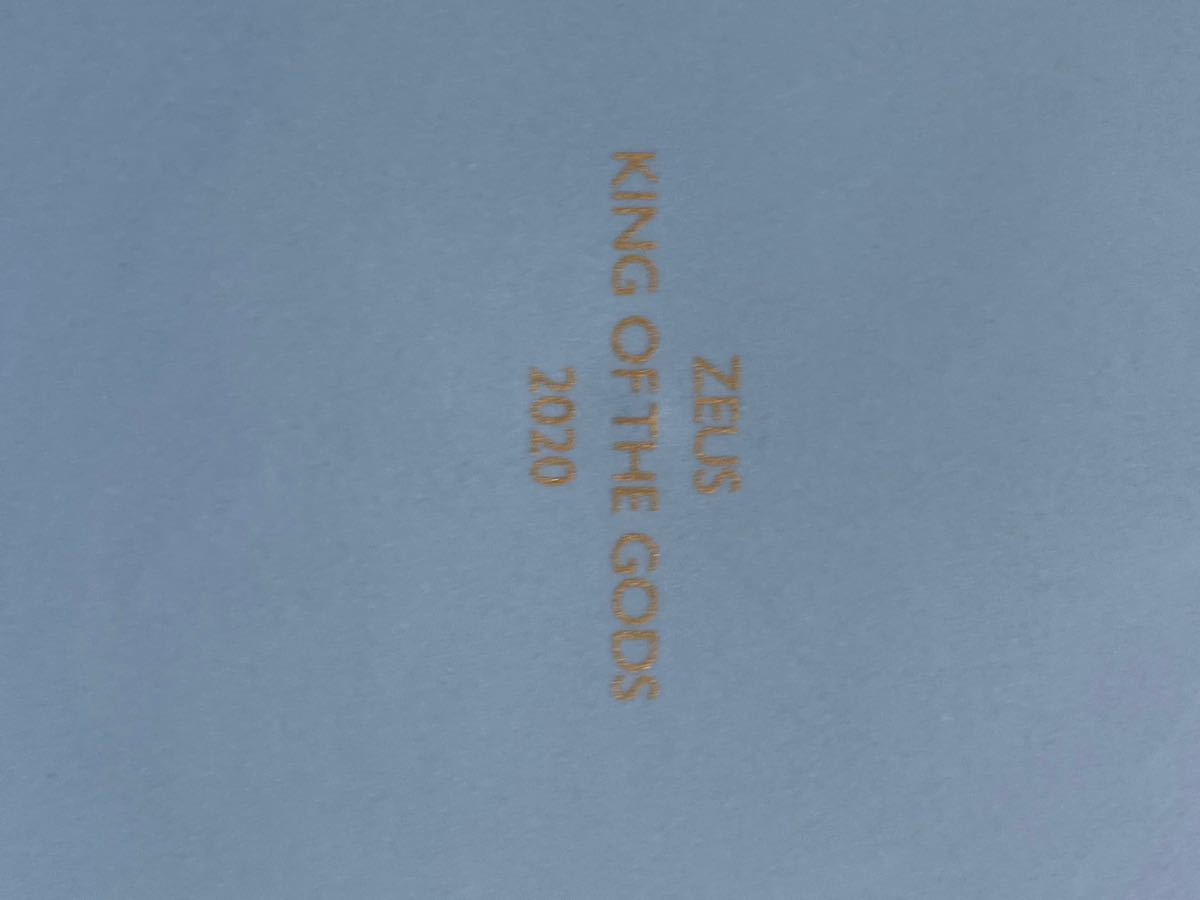 ZEUS
KING OF THE GODS
2020